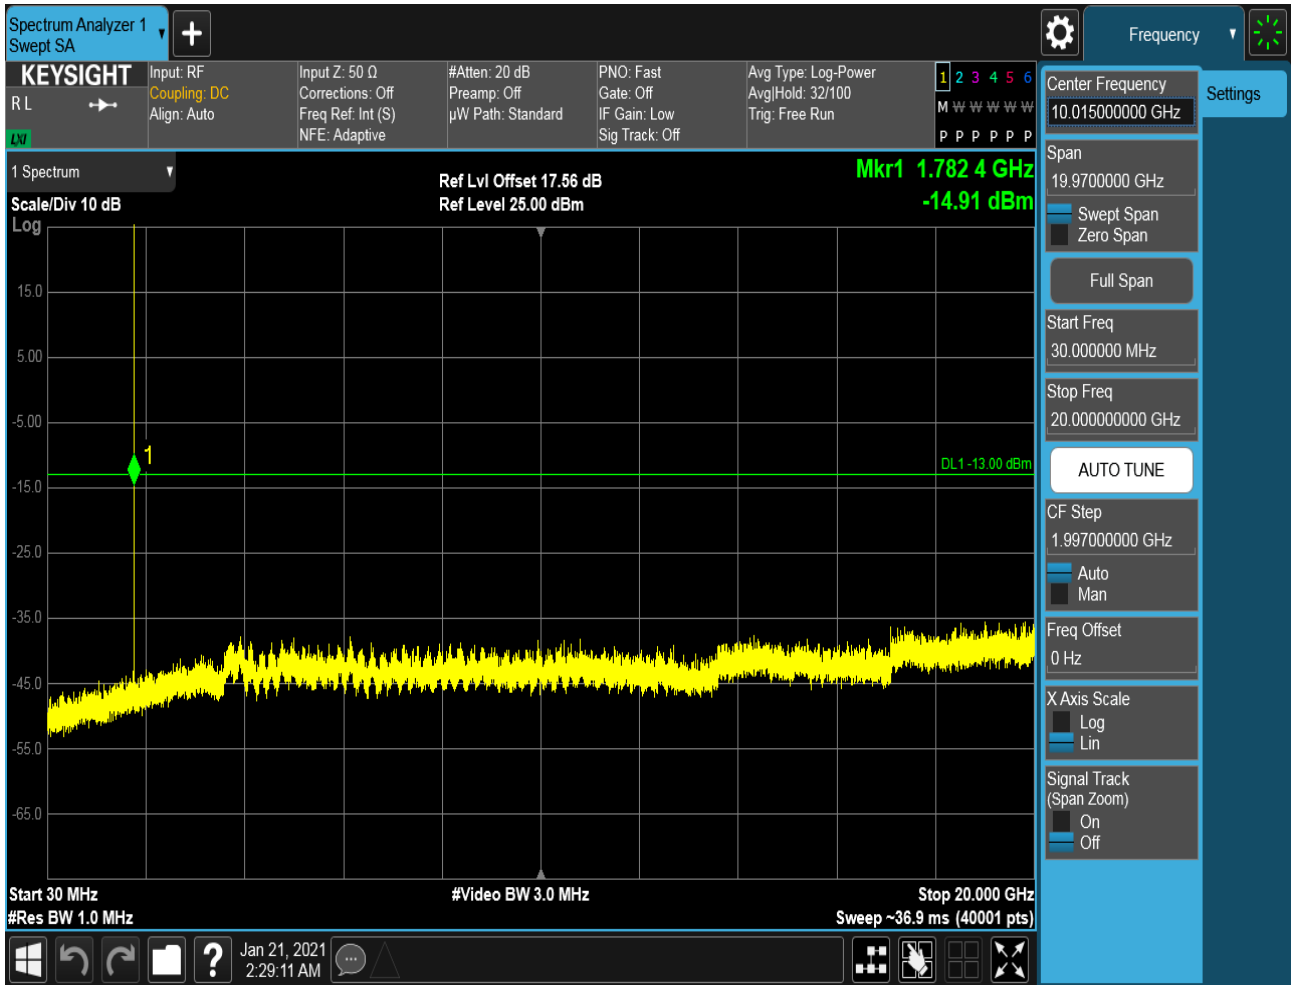 Spectrum Analyzer 1
Swept SA
Frequency
KEYSIGHT
R L
LXI
Input: RF
Coupling: DC
Align: Auto
Input Z: 50 Ω
Corrections: Off
Freq Ref: Int (S)
NFE: Adaptive
#Atten: 20 dB
Preamp: Off
µW Path: Standard
PNO: Fast
Gate: Off
IF Gain: Low
Sig Track: Off
Avg Type: Log-Power
Avg|Hold: 32/100
Trig: Free Run
1 2 3 4 5 6
M W W W W W
P P P P P P
1 Spectrum
Scale/Div 10 dB
Log
Ref Lvl Offset 17.56 dB
Ref Level 25.00 dBm
Mkr1 1.782 4 GHz
-14.91 dBm
15.0
5.00
-5.00
1
DL1 -13.00 dBm
-15.0
-25.0
-35.0
-45.0
-55.0
-65.0
Start 30 MHz
#Res BW 1.0 MHz
#Video BW 3.0 MHz
Stop 20.000 GHz
Sweep ~36.9 ms (40001 pts)
Jan 21, 2021
2:29:11 AM
?
Center Frequency
10.015000000 GHz
Settings
Span
19.9700000 GHz
Swept Span
Zero Span
Full Span
Start Freq
30.000000 MHz
Stop Freq
20.000000000 GHz
AUTO TUNE
CF Step
1.997000000 GHz
Auto
Man
Freq Offset
0 Hz
X Axis Scale
Log
Lin
Signal Track
(Span Zoom)
On
Off